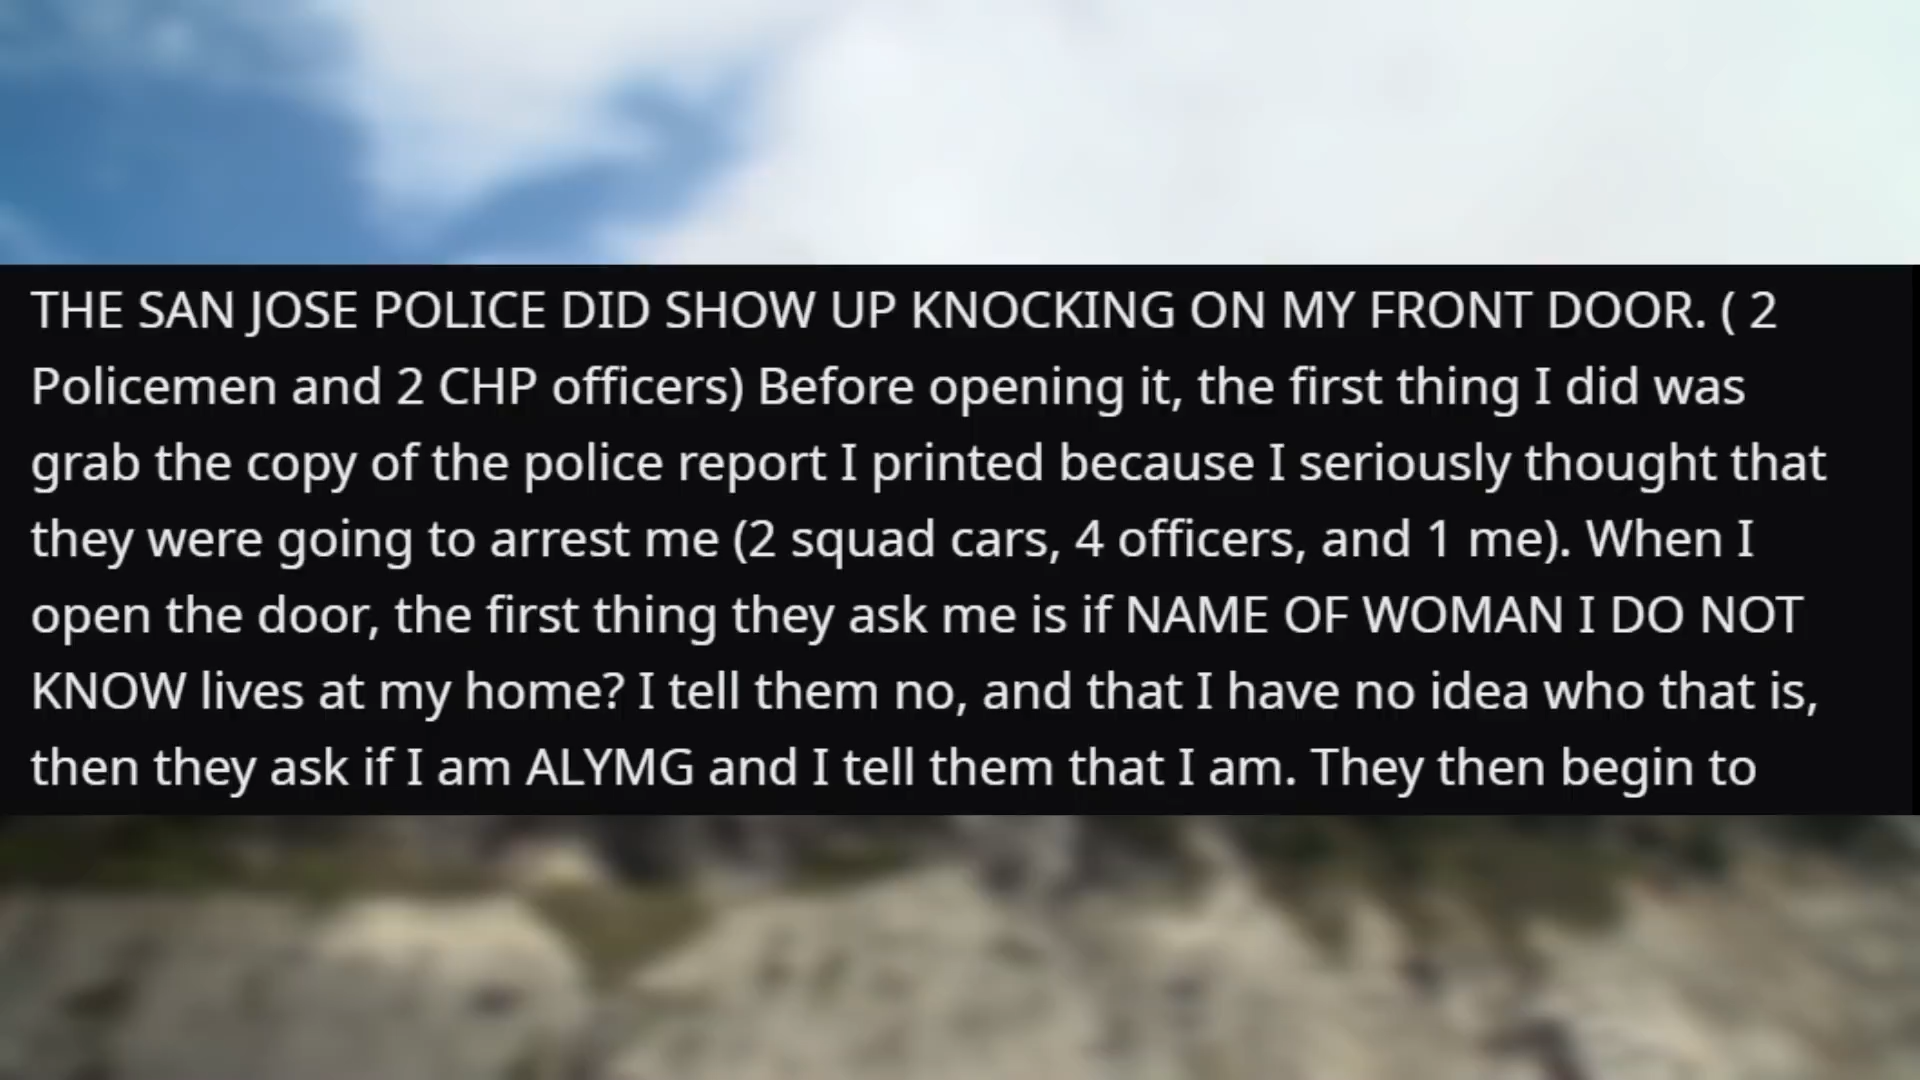 THE SAN JOSE POLICE DID SHOW UP KNOCKING ON MY FRONT DOOR. ( 2
Policemen and 2 CHP officers) Before opening it, the first thing I did was
grab the copy of the police report I printed because I seriously thought that
they were going to arrest me (2 squad cars, 4 officers, and 1 me). When I
open the door, the first thing they ask me is if NAME OF WOMAN I DO NOT
KNOW lives at my home? I tell them no, and that I have no idea who that is,
then they ask if I am ALYMG and I tell them that I am. They then begin to